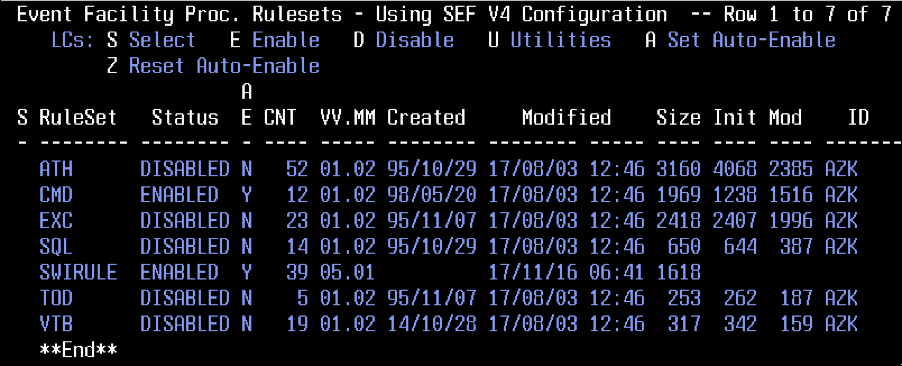 Event Facility Proc. Rulesets - Using SEF V4 Configuration  -- Row 1 to 7 of 7
LCs: S Select   E Enable   D Disable   U Utilities   A Set Auto-Enable
Z Reset Auto-Enable
A
S RuleSet   Status  E CNT  VV.MM Created     Modified    Size Init Mod    ID
- -------- -------- - ---- ----- -------- -------- ----- ---- ---- ---- -------
ATH      DISABLED N   52 01.02 95/10/29 17/08/03 12:46 3160 4068 2385 AZK
CMD      ENABLED  Y   12 01.02 98/05/20 17/08/03 12:46 1969 1238 1516 AZK
EXC      DISABLED N   23 01.02 95/11/07 17/08/03 12:46 2418 2407 1996 AZK
SQL      DISABLED N   14 01.02 95/10/29 17/08/03 12:46  650  644  387 AZK
SWIRULE  ENABLED  Y   39 05.01          17/11/16 06:41 1618
TOD      DISABLED N    5 01.02 95/11/07 17/08/03 12:46  253  262  187 AZK
VTB      DISABLED N   19 01.02 14/10/28 17/08/03 12:46  317  342  159 AZK
**End**